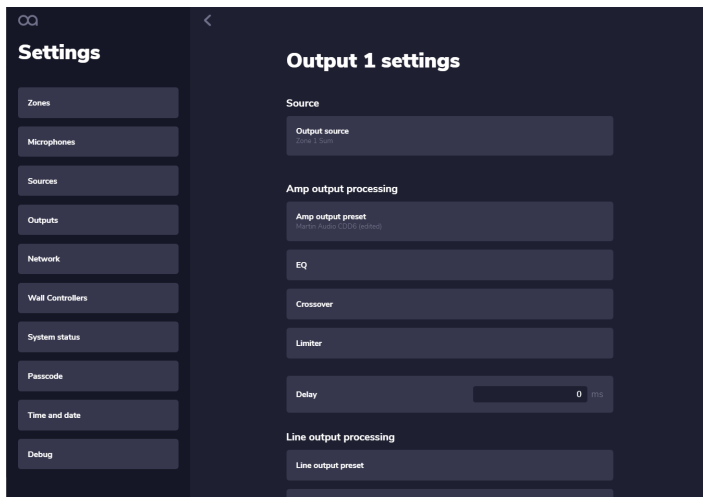 Settings
Zones
Microphones
Sources
Outputs
Network
Wall Controllers
System status
Passcode
Time and date
Debug
Output 1 settings
Source
Output source
Zone 1 Sum
Amp output processing
Amp output preset
Martin Audio CDD6 (edited)
EQ
Crossover
Limiter
Delay 0 ms
Line output processing
Line output preset